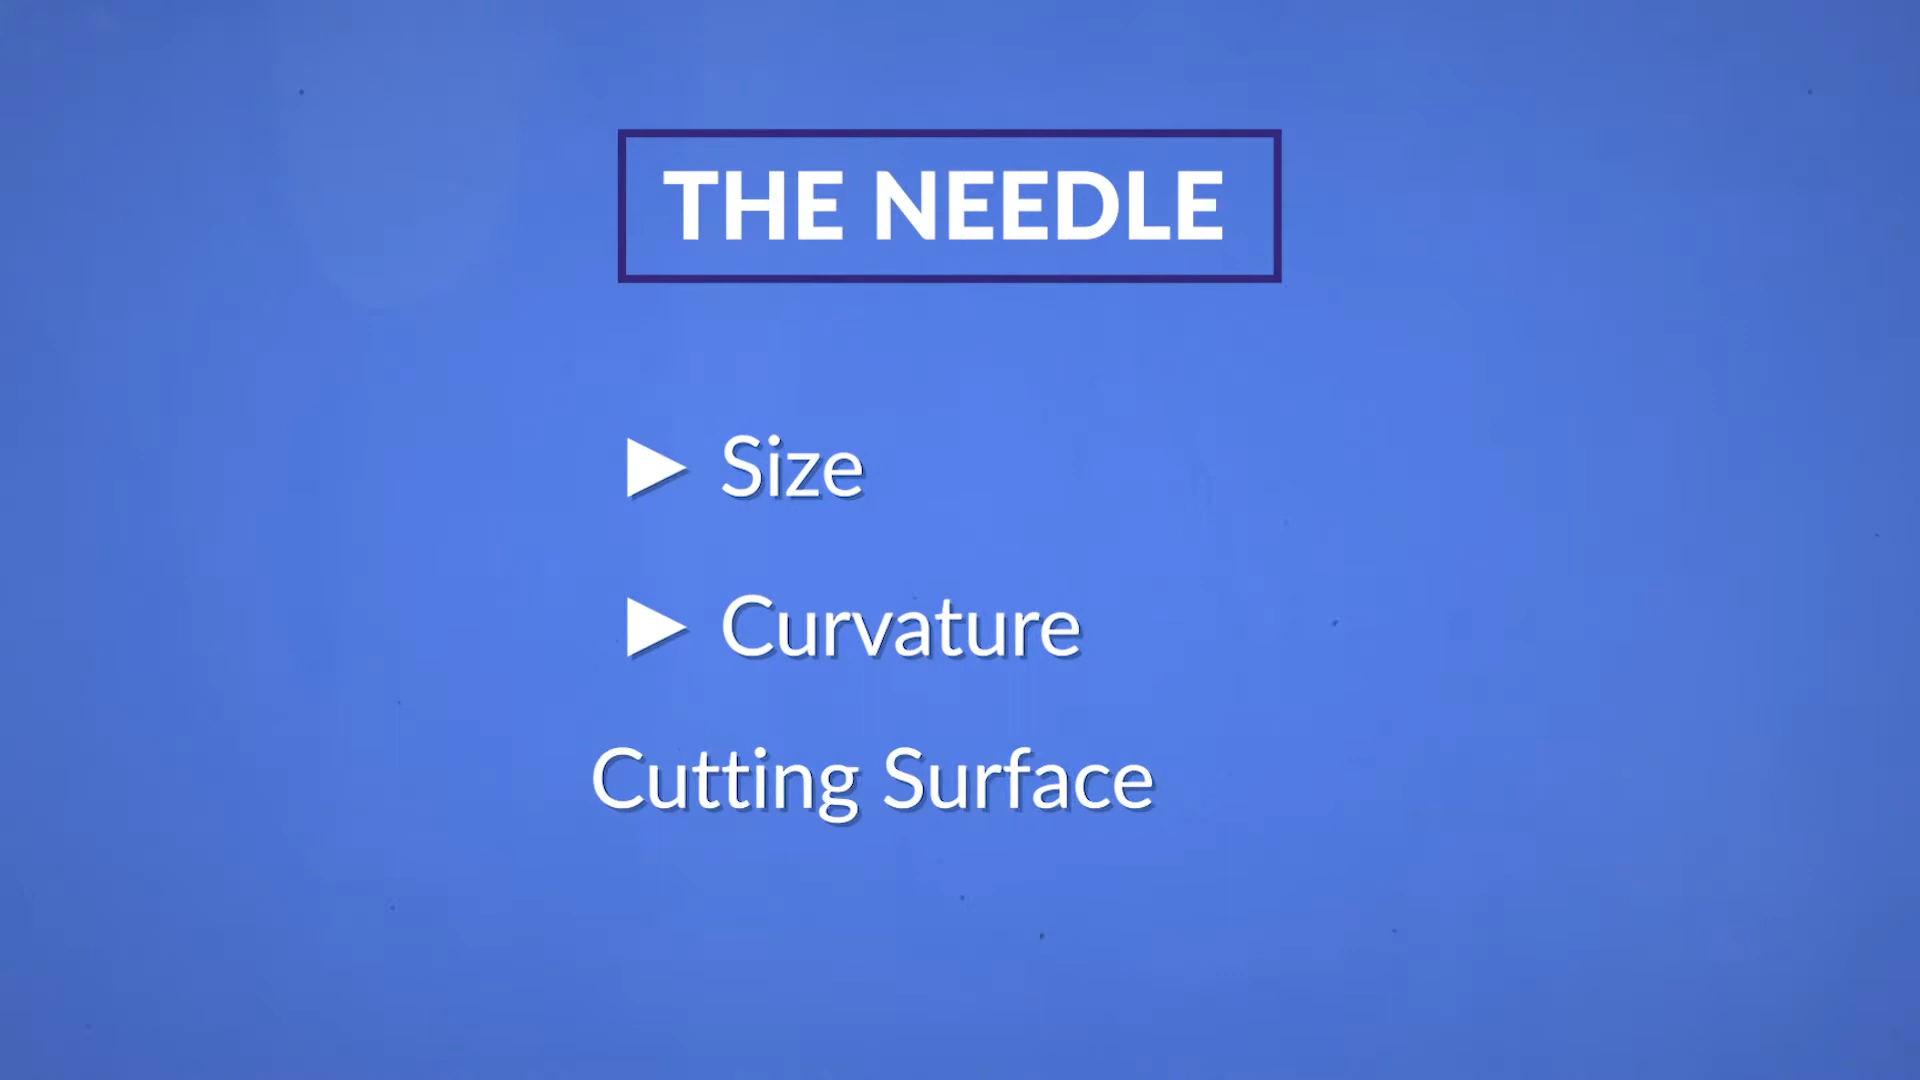 THE NEEDLE
▶ Size
▶ Curvature
Cutting Surface